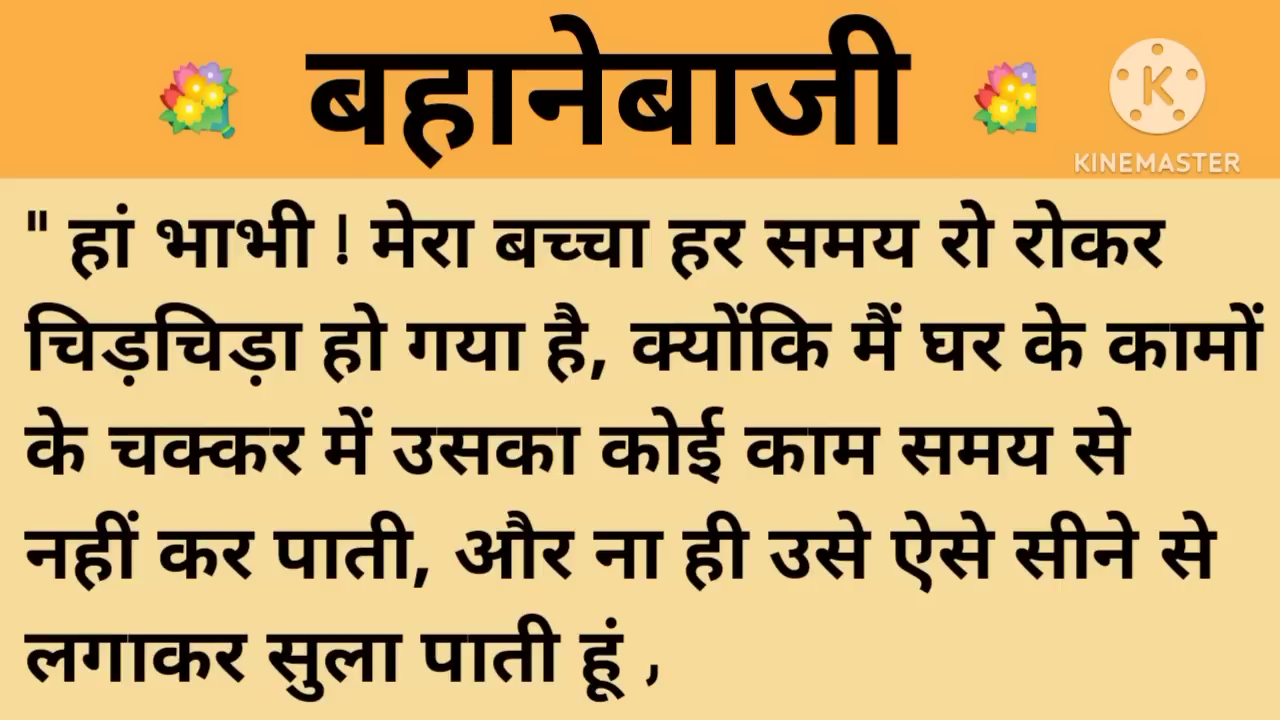 बहानेबाजी
KINEMASTER
" हां भाभी ! मेरा बच्चा हर समय रो रोकर
चिड़चिड़ा हो गया है, क्योंकि मैं घर के कामों
के चक्कर में उसका कोई काम समय से
नहीं कर पाती, और ना ही उसे ऐसे सीने से
लगाकर सुला पाती हूं ,